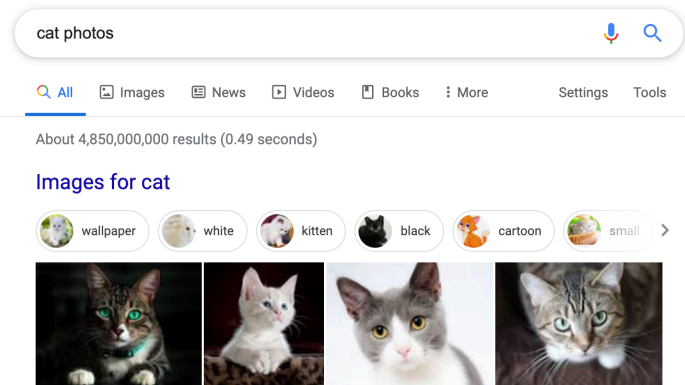 cat photos
All Images News Videos Books More Settings Tools
About 4,850,000,000 results (0.49 seconds)
Images for cat
wallpaper white kitten black cartoon small